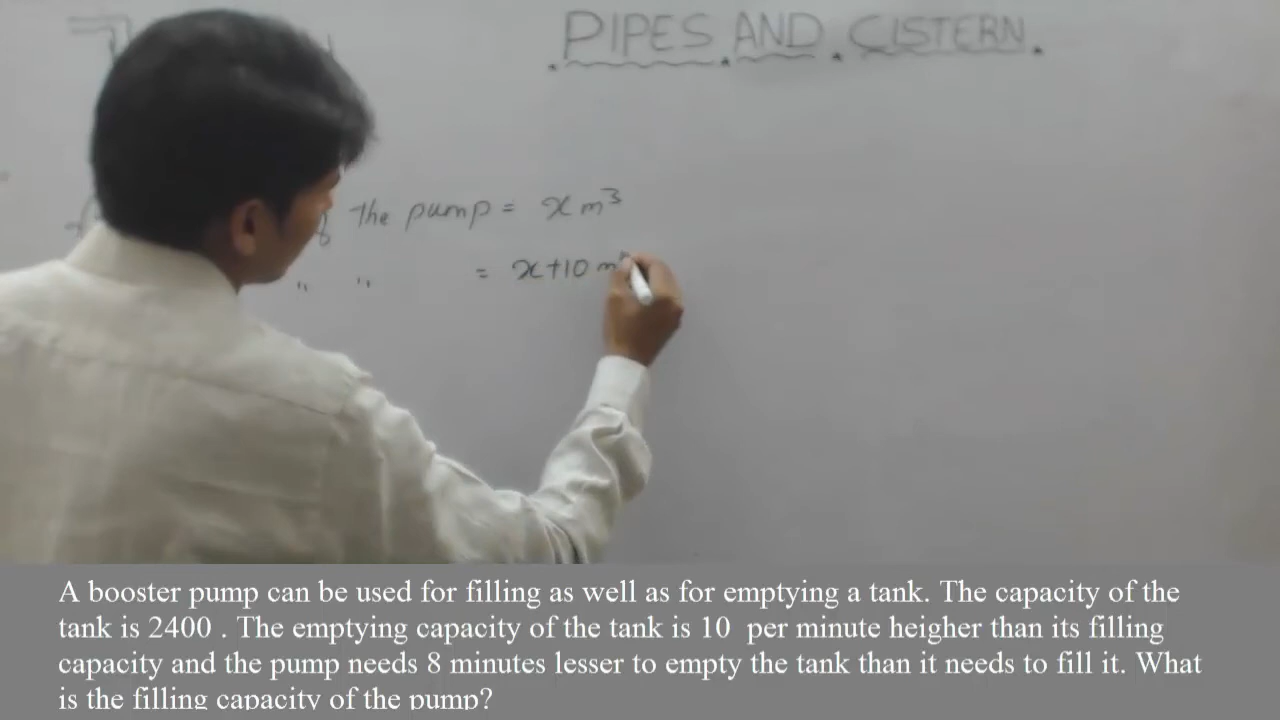 PIPES AND CISTERN
the pump = x m³
" " = x+10 m
A booster pump can be used for filling as well as for emptying a tank. The capacity of the
tank is 2400 . The emptying capacity of the tank is 10 per minute heigher than its filling
capacity and the pump needs 8 minutes lesser to empty the tank than it needs to fill it. What
is the filling capacity of the pump?